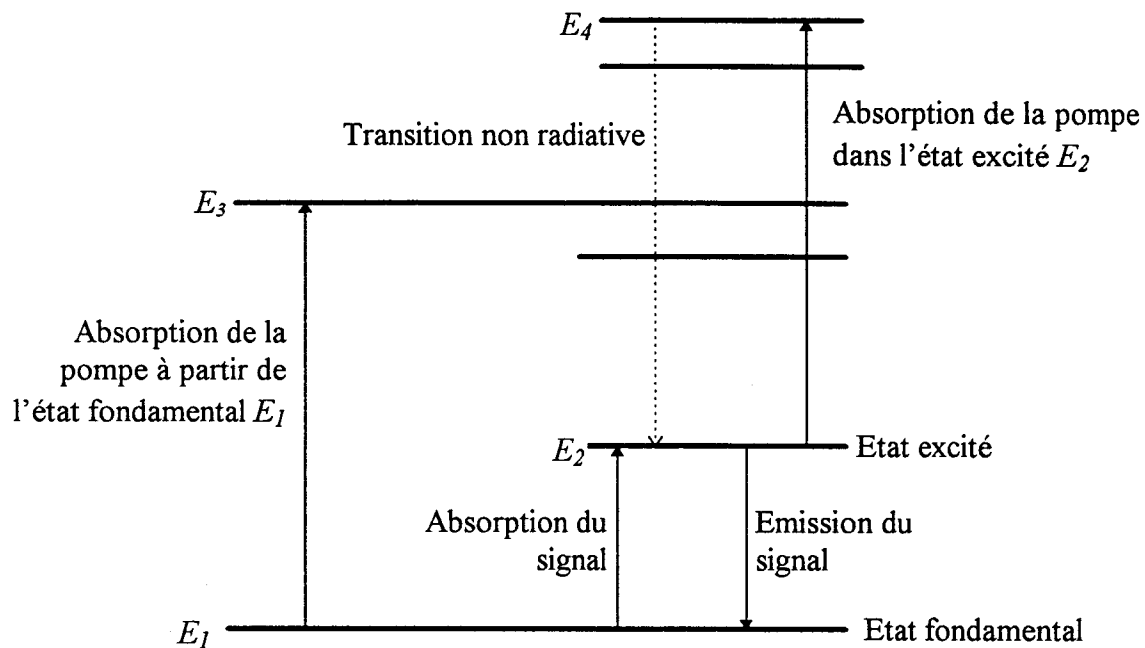 E4
Transition non radiative
Absorption de la pompe
dans l'état excité E2
E3
Absorption de la
pompe à partir de
l'état fondamental E1
E2
Etat excité
Absorption du
signal
Emission du
signal
E1
Etat fondamental